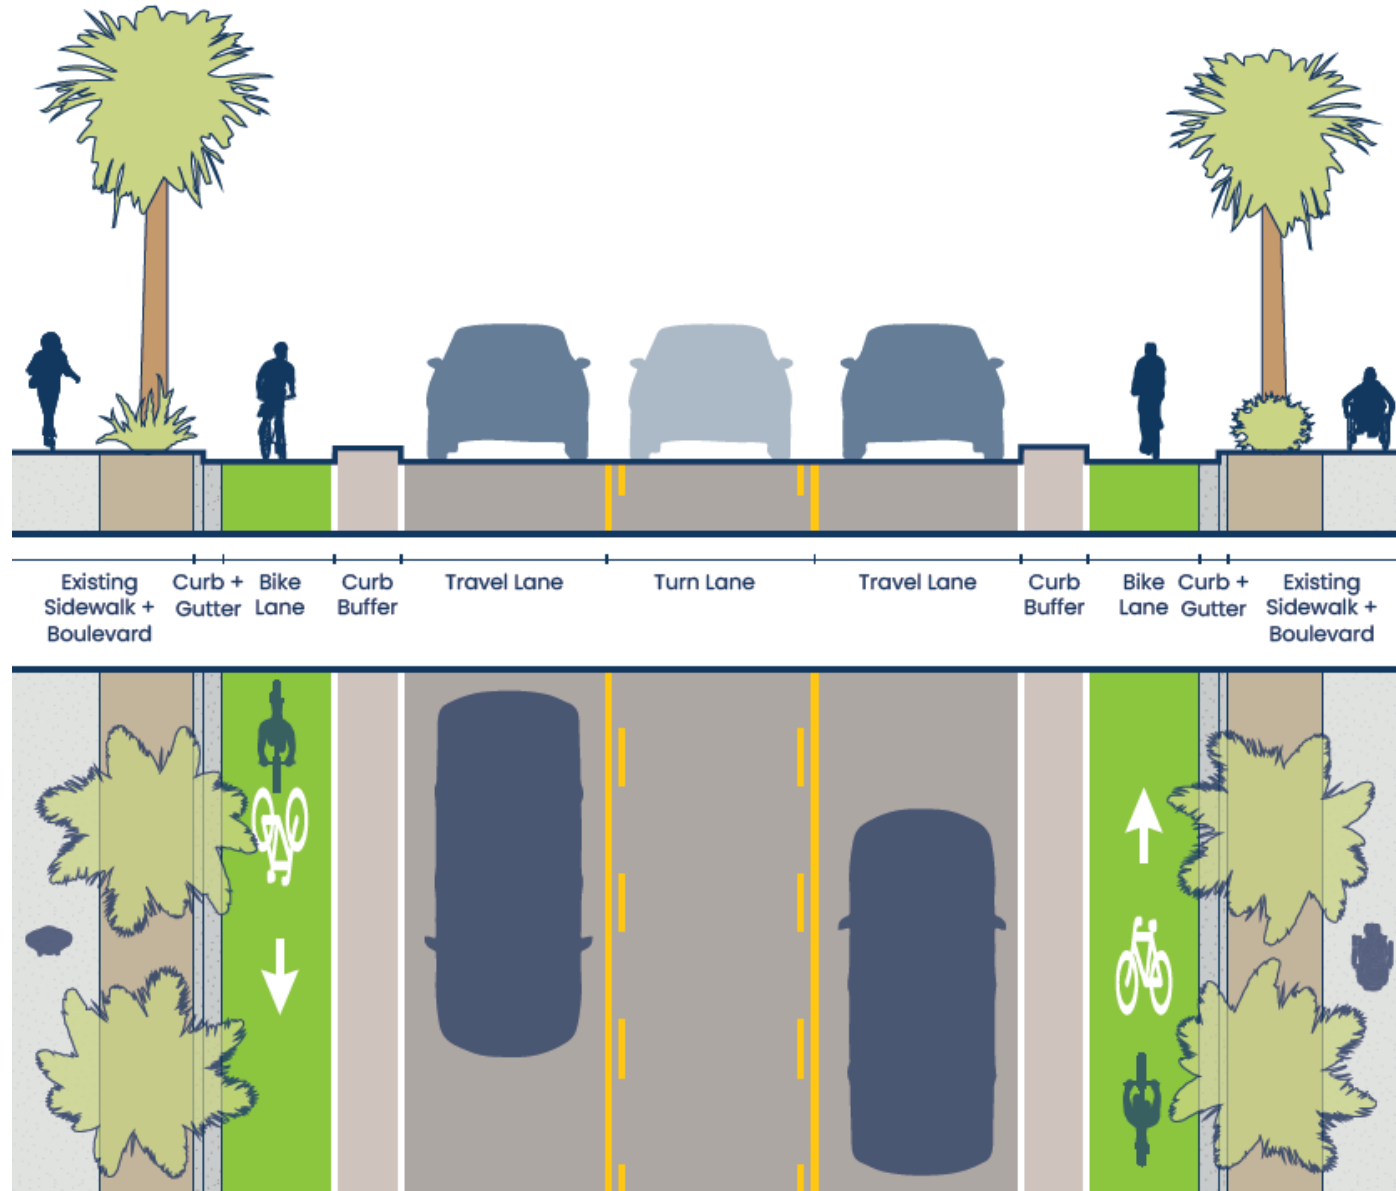 Existing
Sidewalk +
Boulevard
Curb +
Gutter
Bike
Lane
Curb
Buffer
Travel Lane
Turn Lane
Travel Lane
Curb
Buffer
Bike
Lane
Curb +
Gutter
Existing
Sidewalk +
Boulevard